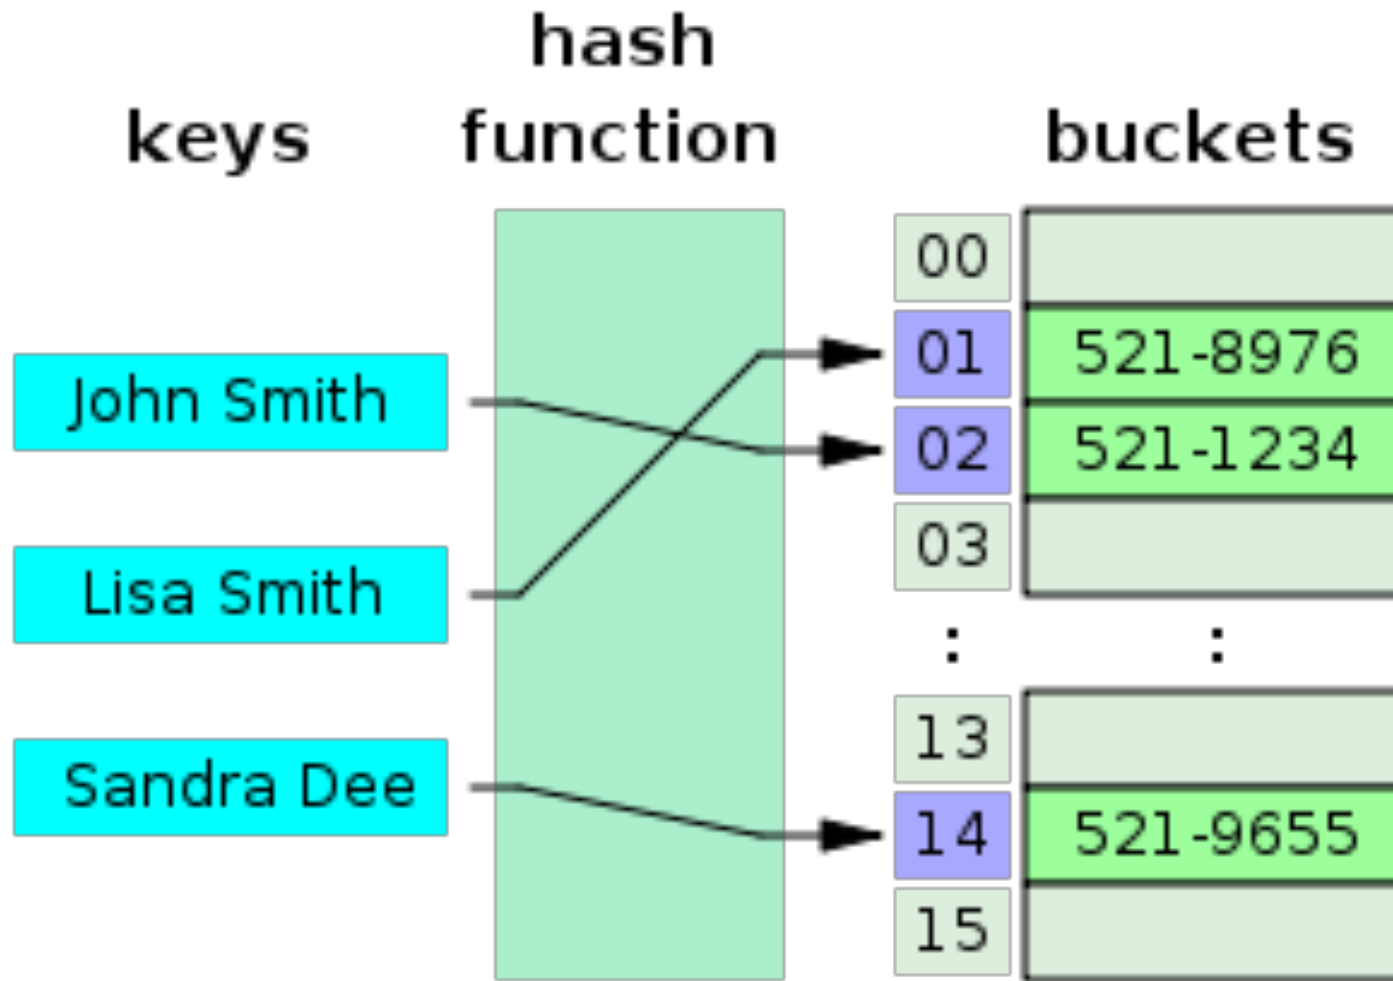 hash
keys function buckets
00
01 521-8976
John Smith
02 521-1234
03
Lisa Smith
: :
13
Sandra Dee
14 521-9655
15